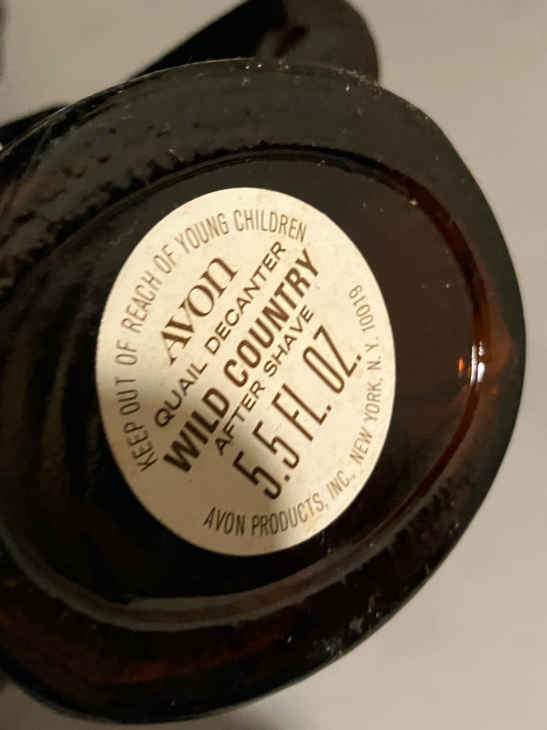 KEEP OUT OF REACH OF YOUNG CHILDREN
AVON
QUAIL DECANTER
WILD COUNTRY
AFTER SHAVE
5.5 FL. OZ.
AVON PRODUCTS, INC., NEW YORK, N.Y. 10019